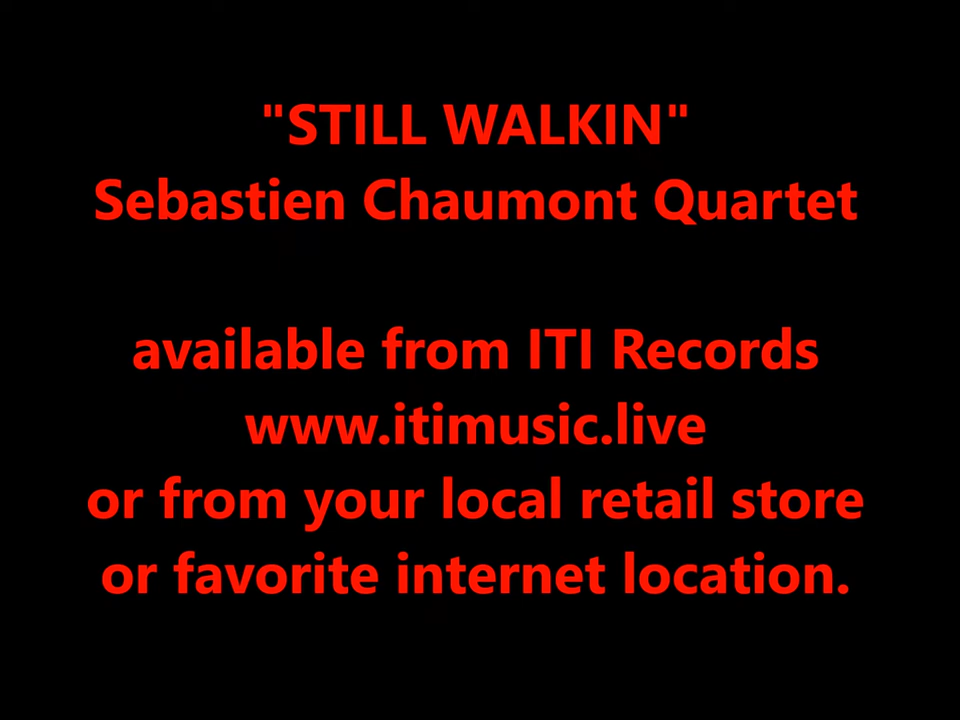 "STILL WALKIN"
Sebastien Chaumont Quartet
available from ITI Records
www.itimusic.live
or from your local retail store
or favorite internet location.